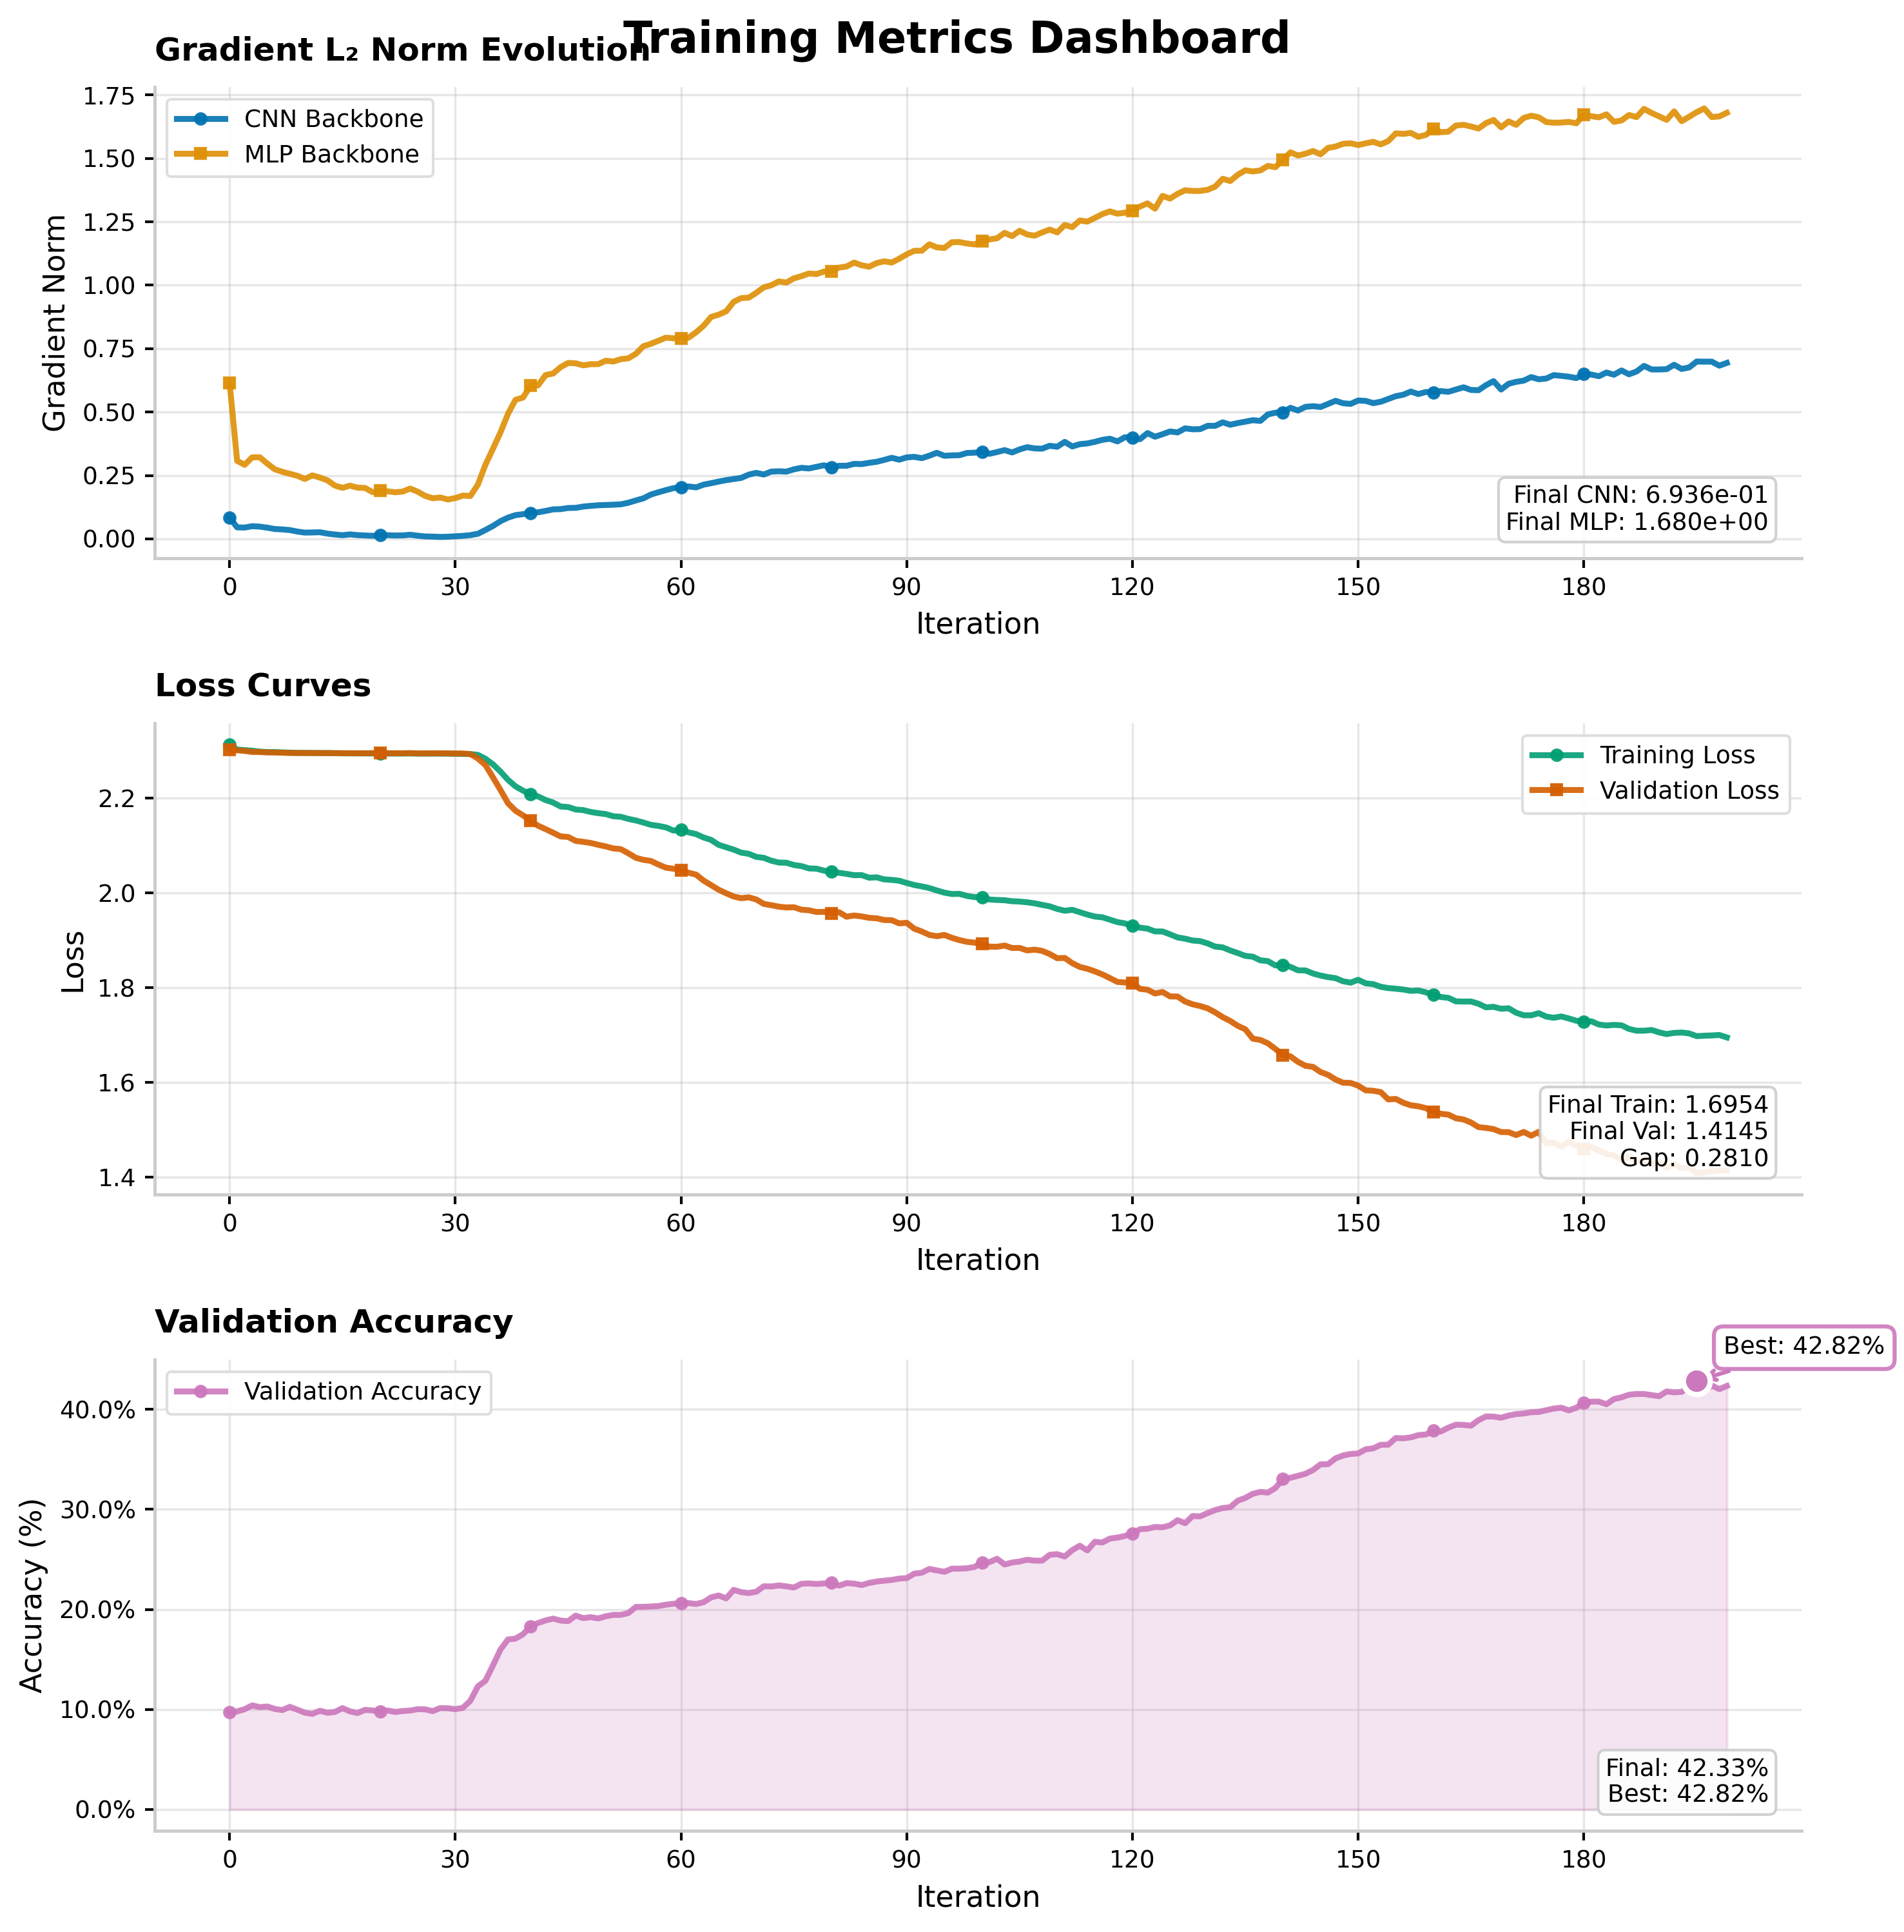 Training Metrics Dashboard
Gradient L₂ Norm Evolution
CNN Backbone
MLP Backbone
Gradient Norm
1.75
1.50
1.25
1.00
0.75
0.50
0.25
0.00
Final CNN: 6.936e-01
Final MLP: 1.680e+00
0 30 60 90 120 150 180
Iteration
Loss Curves
Training Loss
Validation Loss
Loss
2.2
2.0
1.8
1.6
1.4
Final Train: 1.6954
Final Val: 1.4145
Gap: 0.2810
0 30 60 90 120 150 180
Iteration
Validation Accuracy
Best: 42.82%
Validation Accuracy
Accuracy (%)
40.0%
30.0%
20.0%
10.0%
0.0%
Final: 42.33%
Best: 42.82%
0 30 60 90 120 150 180
Iteration